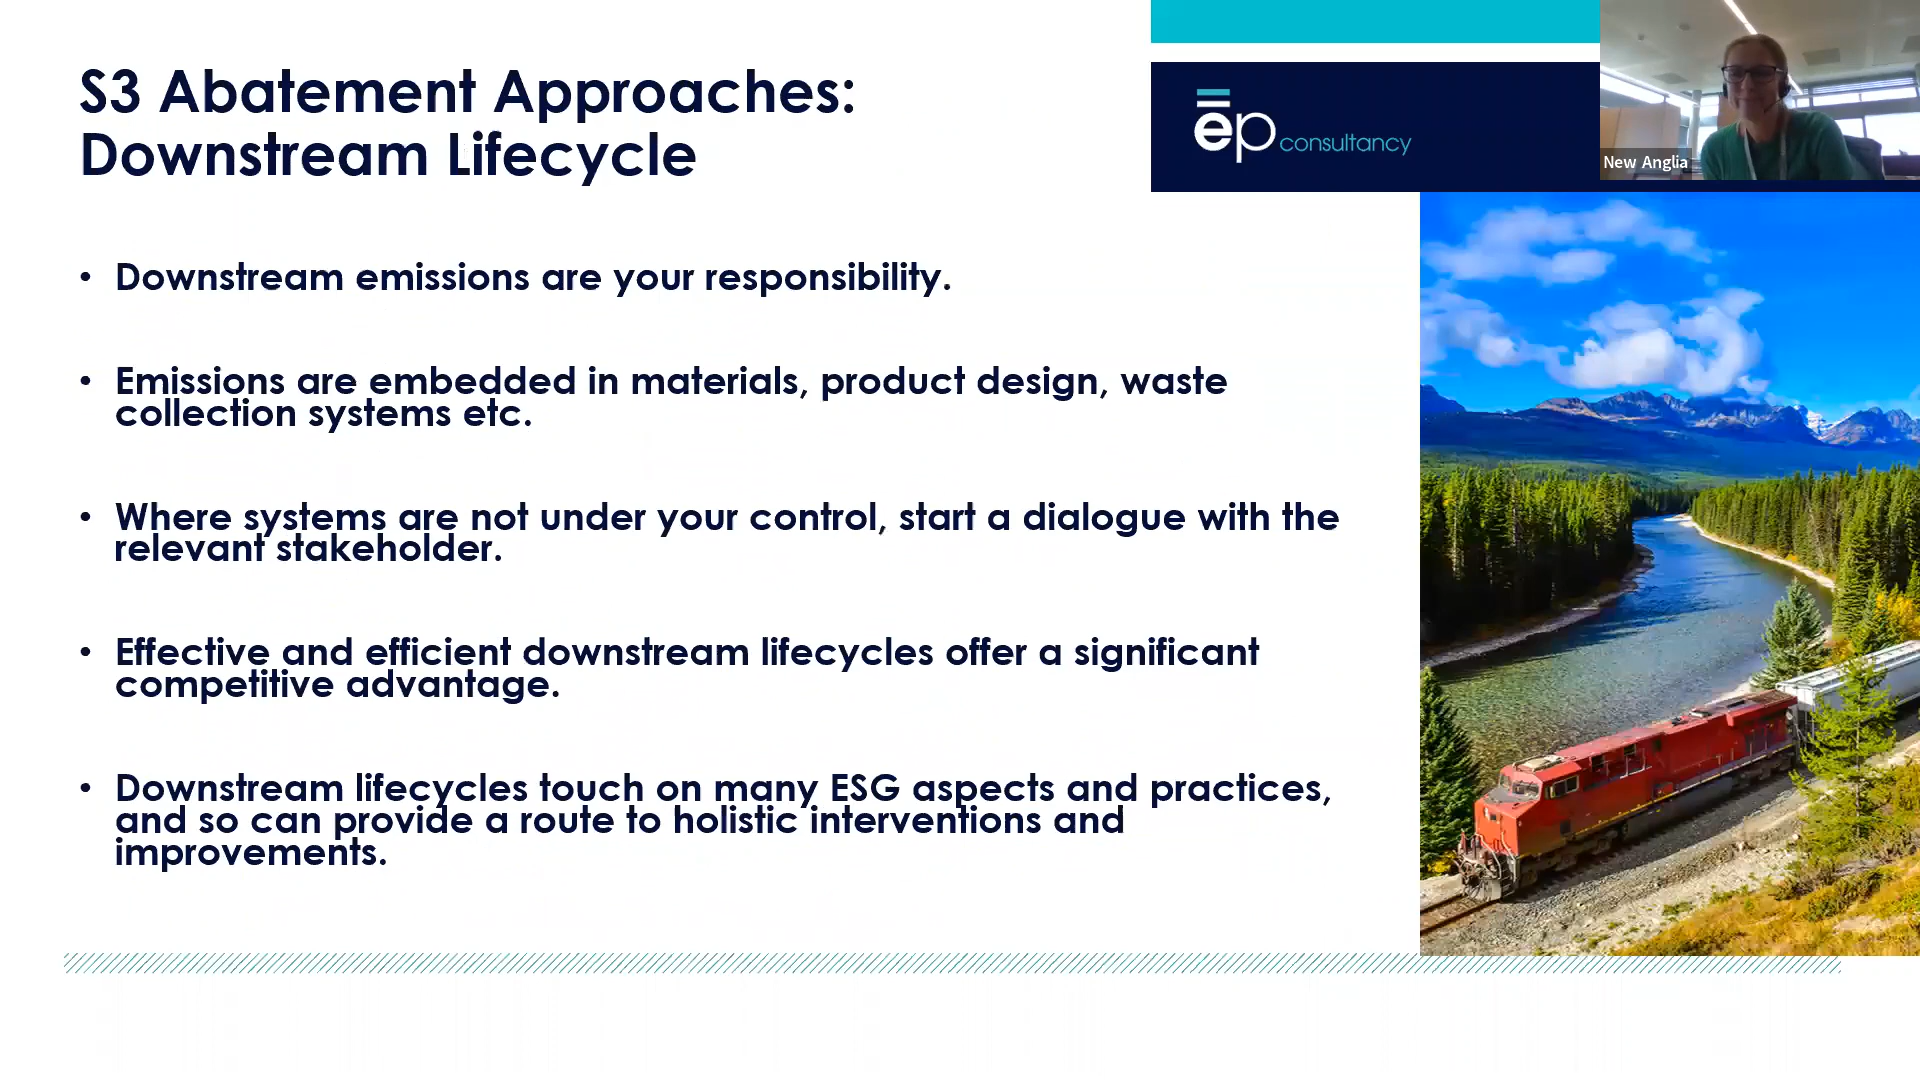 S3 Abatement Approaches:
Downstream Lifecycle
ep consultancy
New Anglia
• Downstream emissions are your responsibility.
• Emissions are embedded in materials, product design, waste
collection systems etc.
• Where systems are not under your control, start a dialogue with the
relevant stakeholder.
• Effective and efficient downstream lifecycles offer a significant
competitive advantage.
• Downstream lifecycles touch on many ESG aspects and practices,
and so can provide a route to holistic interventions and
improvements.